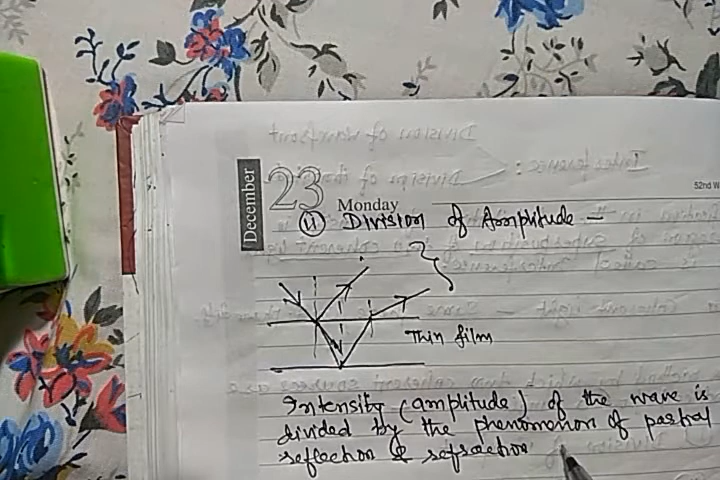 December
23
Monday
52nd W
(ii) Division of Amplitude -
Thin film
Intensity (amplitude) of the wave is
divided by the phenomenon of partial
reflection & refraction